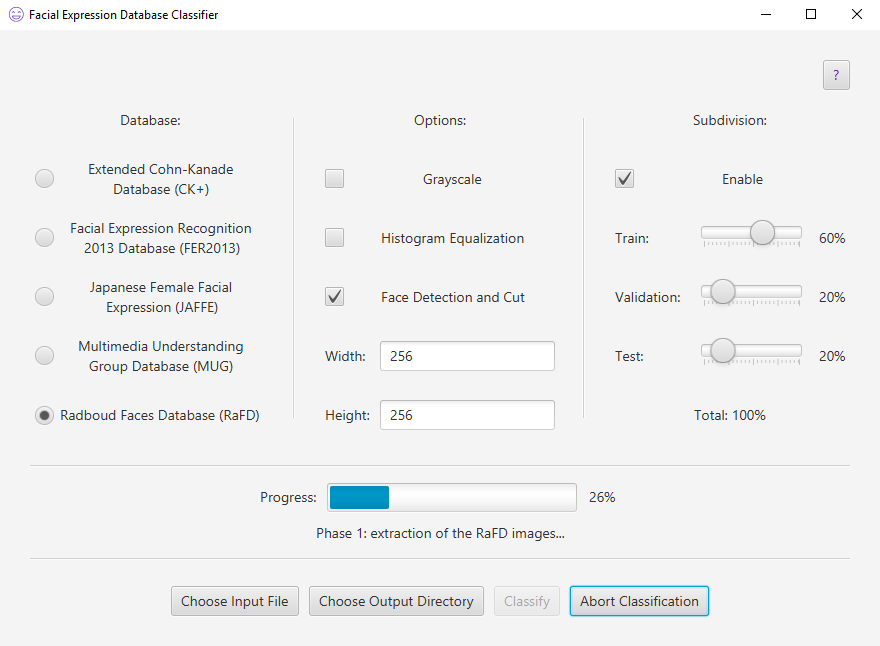 Facial Expression Database Classifier
?
Database:
Extended Cohn-Kanade
Database (CK+)
Facial Expression Recognition
2013 Database (FER2013)
Japanese Female Facial
Expression (JAFFE)
Multimedia Understanding
Group Database (MUG)
Radboud Faces Database (RaFD)
Options:
Grayscale
Histogram Equalization
Face Detection and Cut
Width: 256
Height: 256
Subdivision:
Enable
Train: 60%
Validation: 20%
Test: 20%
Total: 100%
Progress: 26%
Phase 1: extraction of the RaFD images...
Choose Input File
Choose Output Directory
Classify
Abort Classification